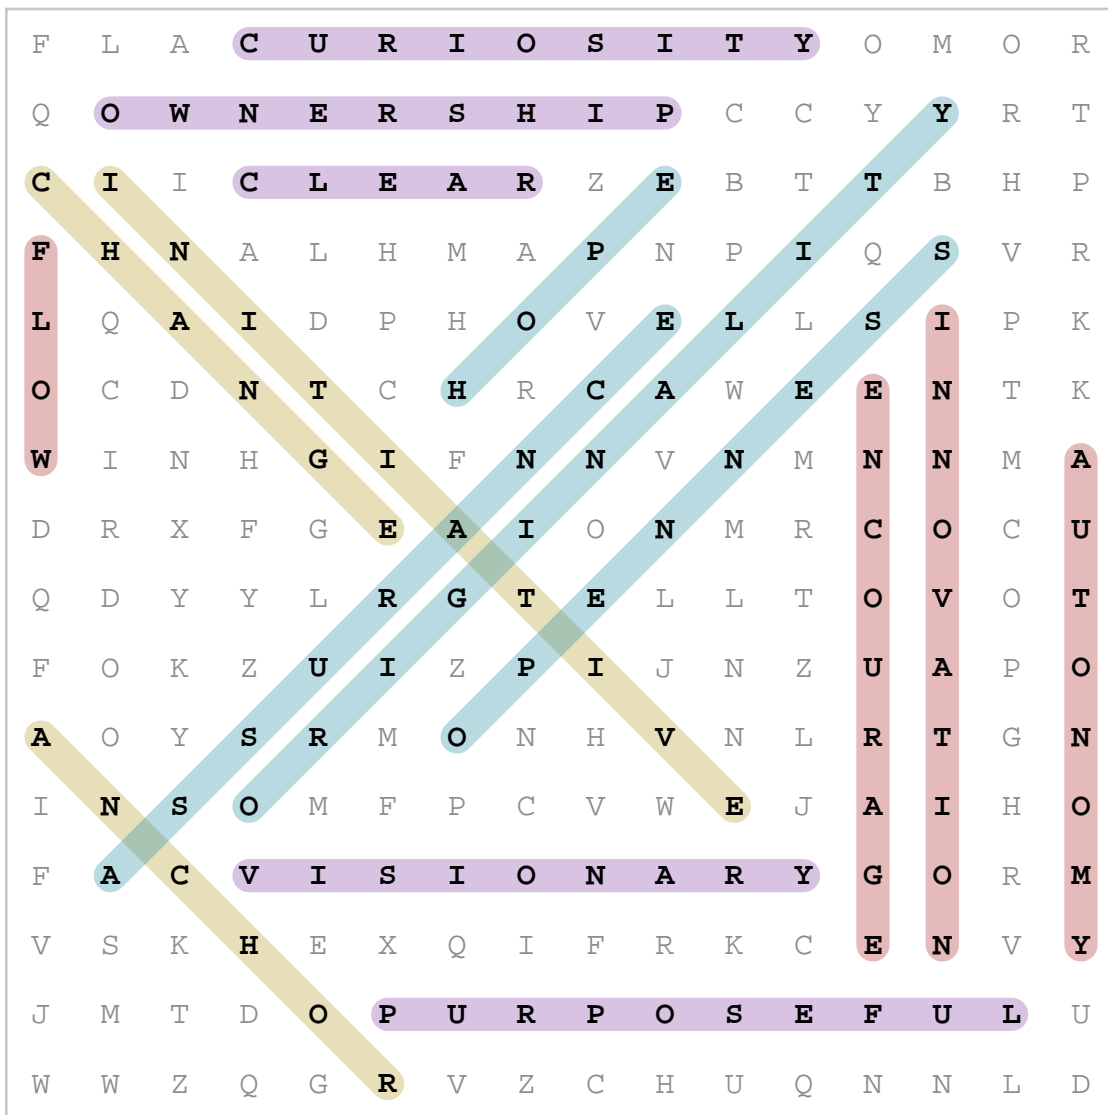 F L A C U R I O S I T Y O M O R
Q O W N E R S H I P C C Y Y R T
C I I C L E A R Z E B T T B H P
F H N A L H M A P N P I Q S V R
L Q A I D P H O V E L L S I P K
O C D N T C H R C A W E E N T K
W I N H G I F N N V N M N N M A
D R X F G E A I O N M R C O C U
Q D Y Y L R G T E L L T O V O T
F O K Z U I Z P I J N Z U A P O
A O Y S R M O N H V N L R T G N
I N S O M F P C V W E J A I H O
F A C V I S I O N A R Y G O R M
V S K H E X Q I F R K C E N V Y
J M T D O P U R P O S E F U L U
W W Z Q G R V Z C H U Q N N L D